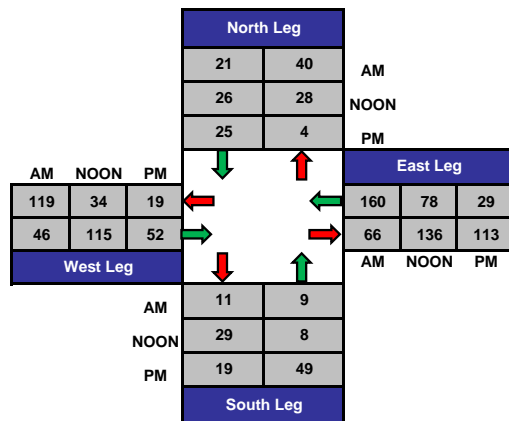 North Leg
21 40 AM
26 28 NOON
25 4 PM
East Leg
AM NOON PM
119 34 19 160 78 29
46 115 52 66 136 113
West Leg AM NOON PM
AM 11 9
NOON 29 8
PM 19 49
South Leg